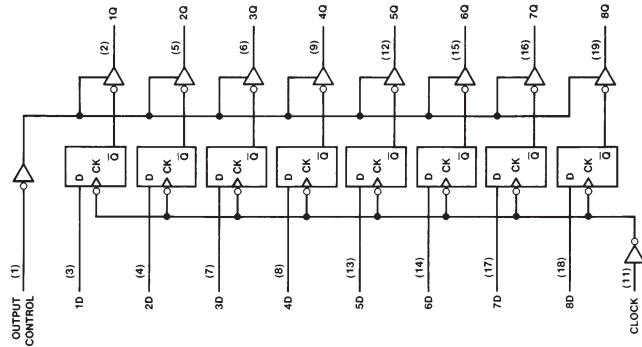 OUTPUT
CONTROL
(1)
1D (3) D
CK
Q̅ (2) 1Q
2D (4) D
CK
Q̅ (5) 2Q
3D (7) D
CK
Q̅ (6) 3Q
4D (8) D
CK
Q̅ (9) 4Q
5D (13) D
CK
Q̅ (12) 5Q
6D (14) D
CK
Q̅ (15) 6Q
7D (17) D
CK
Q̅ (16) 7Q
8D (18) D
CK
Q̅ (19) 8Q
CLOCK (11)